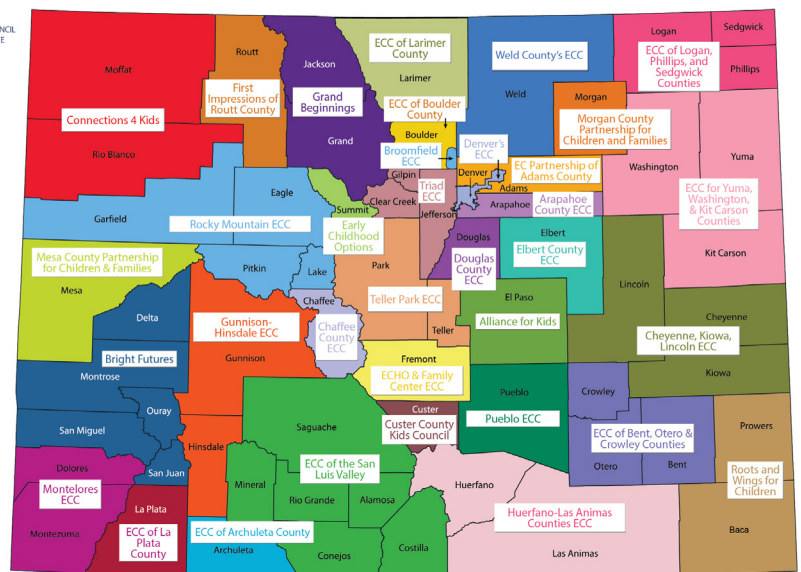 NCIL
E
Moffat
Routt
Jackson
ECC of Larimer
County
Larimer
Weld County's ECC
Weld
Logan
Sedgwick
ECC of Logan,
Phillips, and
Sedgwick
Counties
Phillips
Connections 4 Kids
First
Impressions of
Routt County
Grand
Beginnings
Grand
ECC of Boulder
County
Boulder
Morgan
Morgan County
Partnership for
Children and Families
Rio Blanco
Broomfield
ECC
Denver's
ECC
Denver
EC Partnership of
Adams County
Adams
Washington
Yuma
ECC for Yuma,
Washington,
& Kit Carson
Counties
Eagle
Gilpin
Clear Creek
Triad
ECC
Jefferson
Arapahoe
Arapahoe
County ECC
Garfield
Rocky Mountain ECC
Summit
Early
Childhood
Options
Douglas
Douglas
County
ECC
Elbert
Elbert County
ECC
Kit Carson
Mesa County Partnership
for Children & Families
Mesa
Pitkin
Lake
Park
Lincoln
Chaffee
Chaffee
County
ECC
Teller Park ECC
Teller
El Paso
Alliance for Kids
Cheyenne
Cheyenne, Kiowa,
Lincoln ECC
Kiowa
Delta
Bright Futures
Gunnison-
Hinsdale ECC
Gunnison
Fremont
ECHO & Family
Center ECC
Montrose
Ouray
San Miguel
San Juan
Hinsdale
Saguache
Custer
Custer County
Kids Council
Pueblo
Pueblo ECC
Crowley
ECC of Bent, Otero &
Crowley Counties
Otero
Bent
Prowers
Roots and
Wings for
Children
Baca
Dolores
Montelores
ECC
Montezuma
La Plata
ECC of La
Plata
County
ECC of the San
Luis Valley
Mineral
Rio Grande
Alamosa
ECC of Archuleta County
Archuleta
Conejos
Costilla
Huerfano
Huerfano-Las Animas
Counties ECC
Las Animas